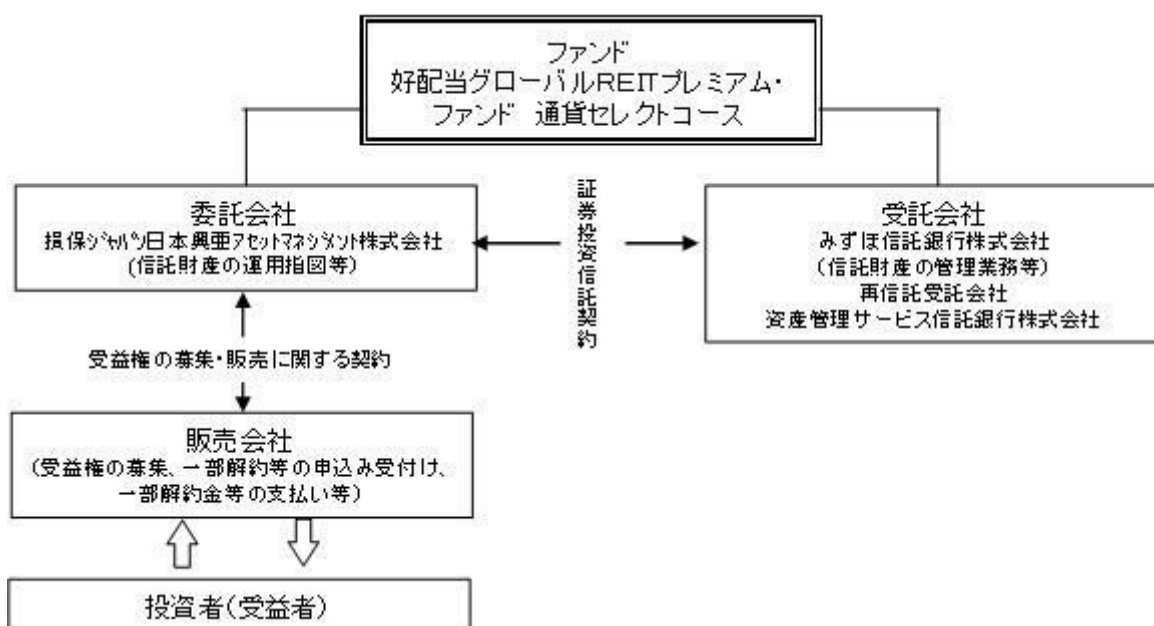 ファンド
好配当グローバルREITプレミアム・
ファンド 通貨セレクトコース
委託会社
損保ジャパン日本興亜アセットマネジメント株式会社
(信託財産の運用指図等)
証券投資信託契約
受託会社
みずほ信託銀行株式会社
(信託財産の管理業務等)
再信託受託会社
資産管理サービス信託銀行株式会社
受益権の募集・販売に関する契約
販売会社
(受益権の募集、一部解約等の申込み受付け、
一部解約金等の支払い等)
投資者(受益者)